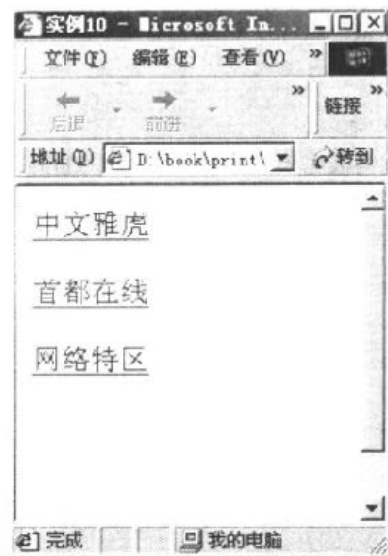 实例10 - Microsoft In...
文件(F) 编辑(E) 查看(V) »
后退 前进 » 链接 »
地址(D) D:\book\print\ 转到
中文雅虎
首都在线
网络特区
完成 我的电脑